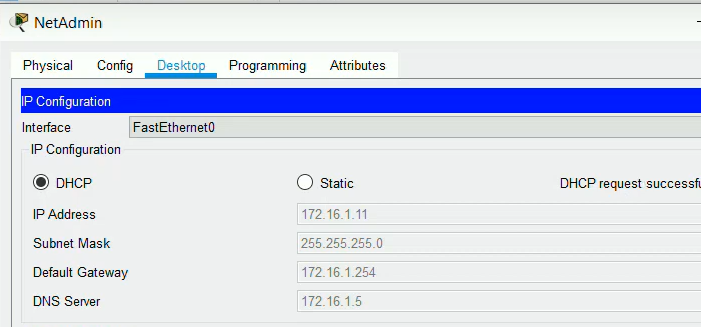 NetAdmin
Physical Config Desktop Programming Attributes
IP Configuration
Interface FastEthernet0
IP Configuration
DHCP Static DHCP request successfu
IP Address 172.16.1.11
Subnet Mask 255.255.255.0
Default Gateway 172.16.1.254
DNS Server 172.16.1.5